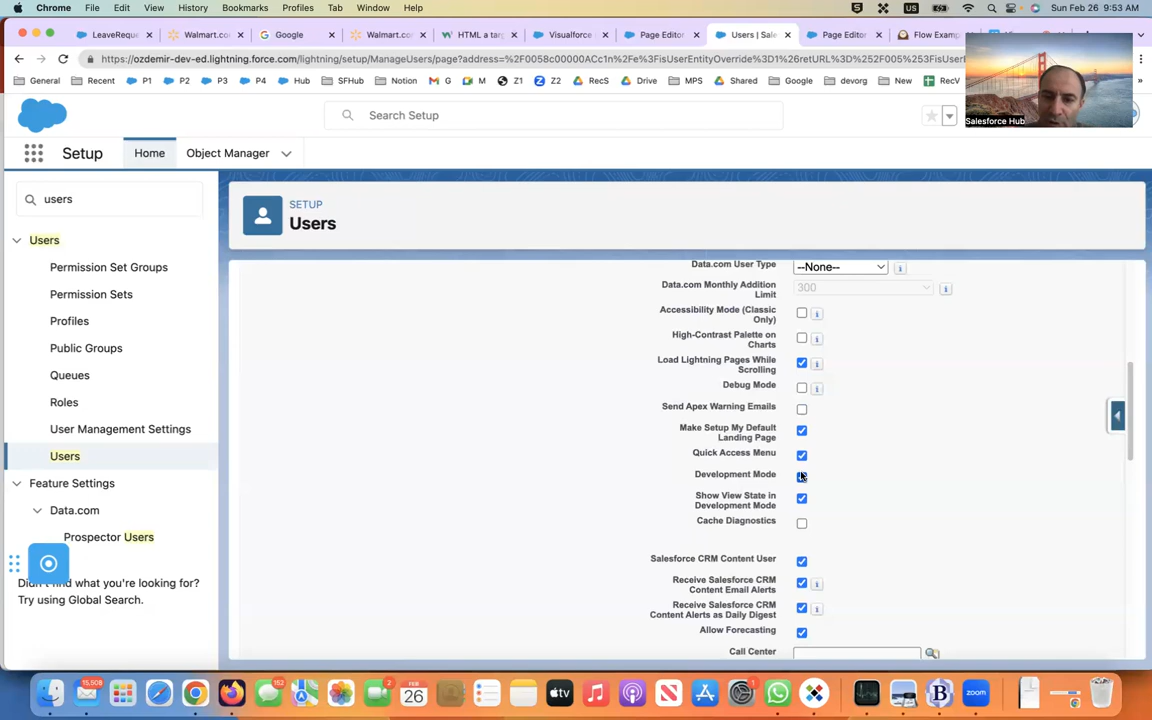 Chrome File Edit View History Bookmarks Profiles Tab Window Help US Sun Feb 26 9:53 AM
LeaveReque Walmart.co Google Walmart.co HTML a tar Visualforce Page Editor Users | Sale Page Editor Flow Examp
https://ozdemir-dev-ed.lightning.force.com/lightning/setup/ManageUsers/page?address=%2F0058c00000ACc1n%2Fe%3FisUserEntityOverride%3D1%26retURL%3D%252F005%253FisUserE
General Recent P1 P2 P3 P4 Hub SFHub Notion G M Z1 Z2 RecS Drive MPS Shared Google devorg New RecV
Salesforce Hub
Search Setup
Setup Home Object Manager
users
SETUP
Users
Users
Permission Set Groups
Permission Sets
Profiles
Public Groups
Queues
Roles
User Management Settings
Users
Feature Settings
Data.com
Prospector Users
find what you're looking for?
Try using Global Search.
Data.com User Type --None--
Data.com Monthly Addition
Limit
300
Accessibility Mode (Classic
Only)
High-Contrast Palette on
Charts
Load Lightning Pages While
Scrolling
Debug Mode
Send Apex Warning Emails
Make Setup My Default
Landing Page
Quick Access Menu
Development Mode
Show View State in
Development Mode
Cache Diagnostics
Salesforce CRM Content User
Receive Salesforce CRM
Content Email Alerts
Receive Salesforce CRM
Content Alerts as Daily Digest
Allow Forecasting
Call Center
15,508 152 FEB 26 2 tv 1 zoom